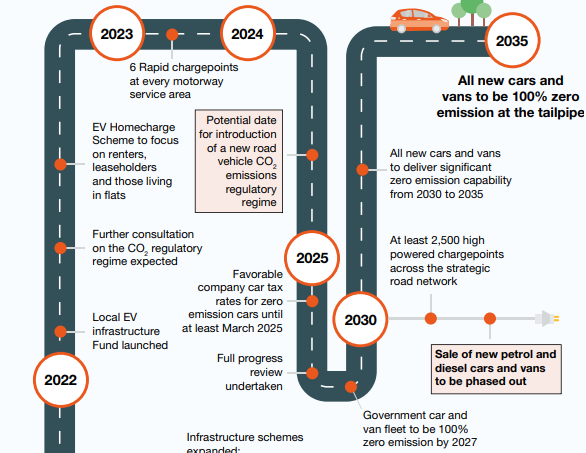 2023
2024
2035
6 Rapid chargepoints
at every motorway
service area
All new cars and
vans to be 100% zero
emission at the tailpipe
EV Homecharge
Scheme to focus
on renters,
leaseholders
and those living
in flats
Potential date
for introduction
of a new road
vehicle CO₂
emissions
regulatory
regime
All new cars and vans
to deliver significant
zero emission capability
from 2030 to 2035
Further consultation
on the CO₂ regulatory
regime expected
2025
At least 2,500 high
powered chargepoints
across the strategic
road network
Favorable
company car tax
rates for zero
emission cars until
at least March 2025
2030
Local EV
infrastructure
Fund launched
Sale of new petrol and
diesel cars and vans
to be phased out
Full progress
review
undertaken
2022
Government car and
van fleet to be 100%
zero emission by 2027
Infrastructure schemes
expanded: